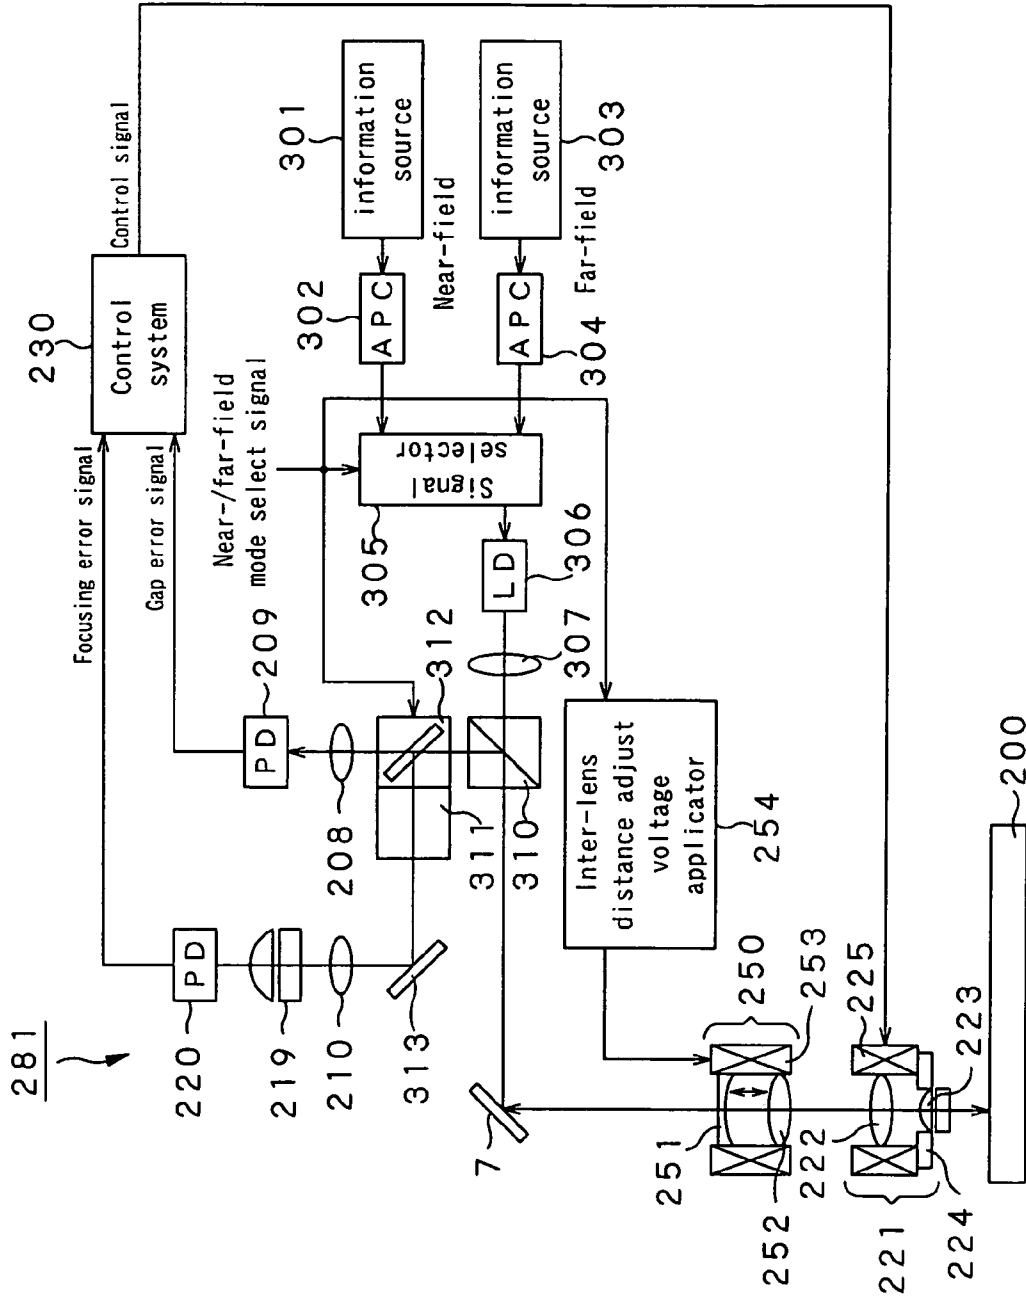 281
Control signal
230
Control
system
Focusing error signal
Gap error signal
Near-/far-field
mode select signal
301
information
source
302
APC
Near-field
303
information
source
Far-field
304
APC
Signal
selector
305
LD
306
307
312
311
310
209
PD
208
220
PD
219
210
313
7
Inter-lens
distance adjust
voltage
applicator
254
250
253
251
252
225
223
222
221
224
200